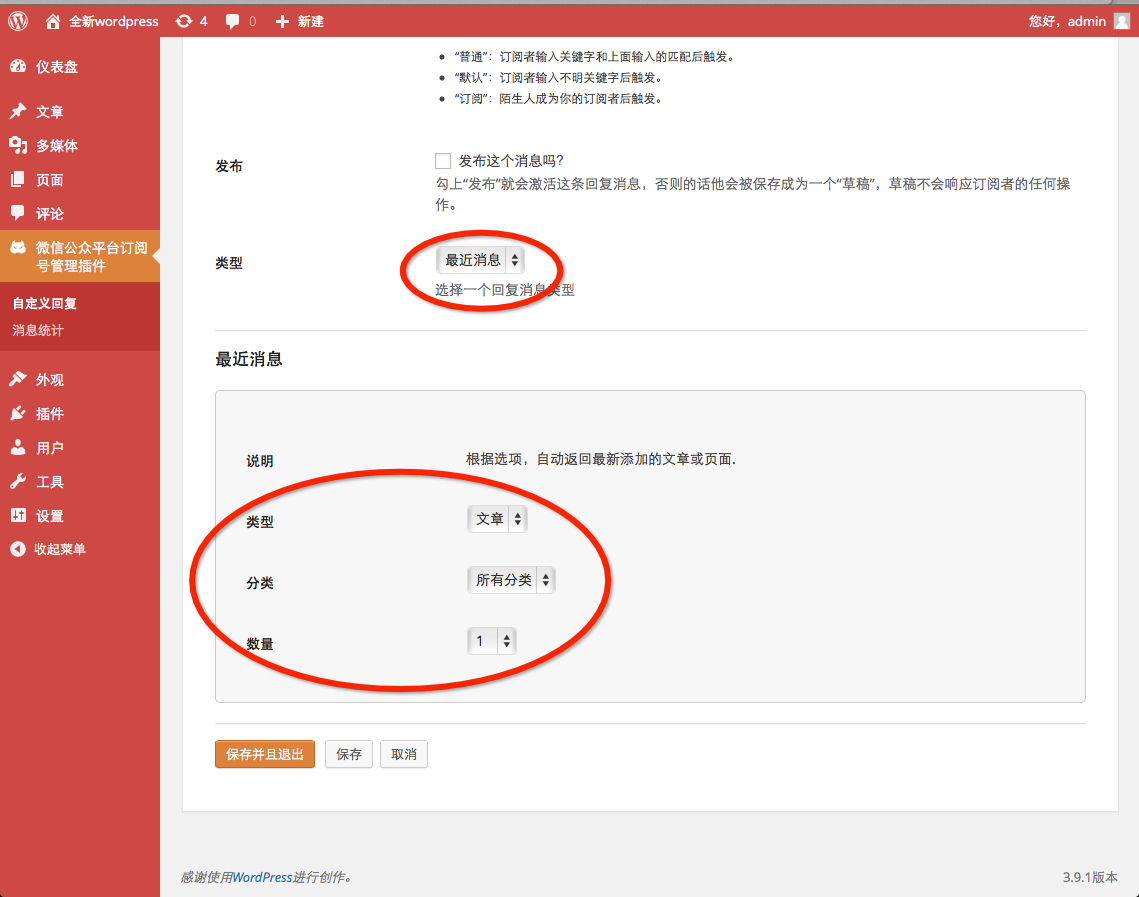 全新wordpress 4 0 新建 您好，admin
仪表盘
文章
多媒体
页面
评论
微信公众平台订阅
号管理插件
自定义回复
消息统计
外观
插件
用户
工具
设置
收起菜单
“普通”：订阅者输入关键字和上面输入的匹配后触发。
“默认”：订阅者输入不明关键字后触发。
“订阅”：陌生人成为你的订阅者后触发。
发布 发布这个消息吗?
勾上“发布”就会激活这条回复消息，否则的话他会被保存成为一个“草稿”，草稿不会响应订阅者的任何操
作。
类型 最近消息
选择一个回复消息类型
最近消息
说明 根据选项，自动返回最新添加的文章或页面.
类型 文章
分类 所有分类
数量 1
保存并且退出 保存 取消
感谢使用WordPress进行创作。 3.9.1版本